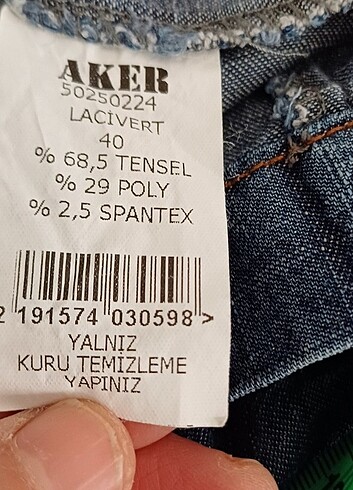 AKER
50250224
LACİVERT
40
% 68,5 TENSEL
% 29 POLY
% 2,5 SPANTEX
2 191574 030598 >
YALNIZ
KURU TEMİZLEME
YAPINIZ